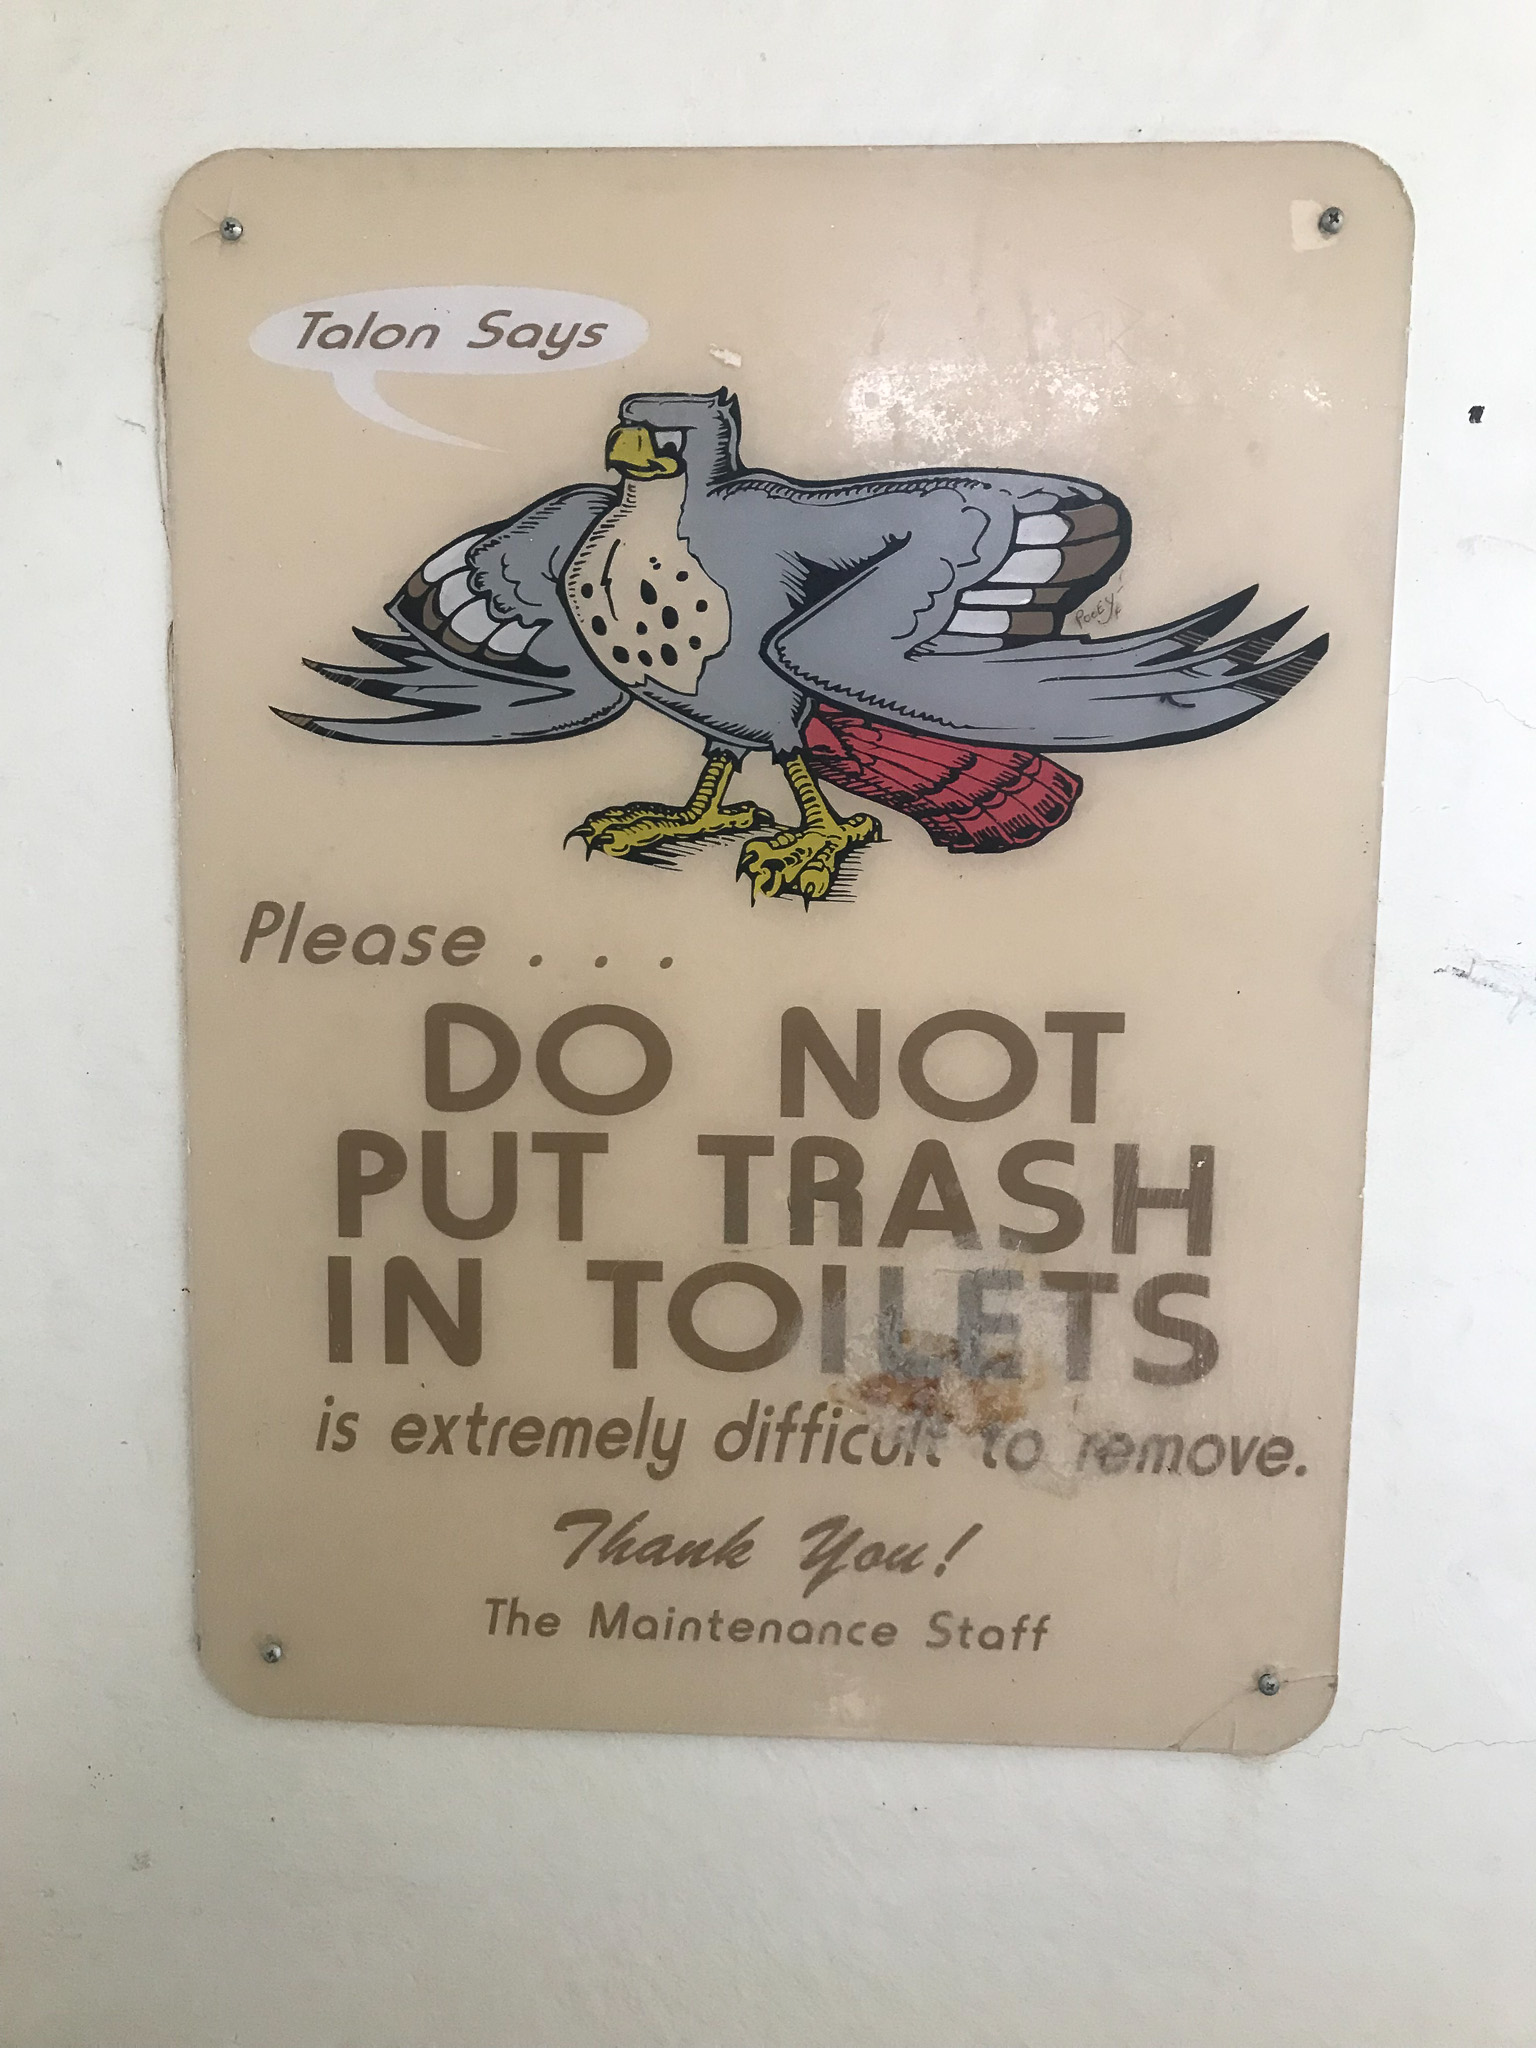 Talon Says
Please . . .
DO NOT
PUT TRASH
IN TOILETS
is extremely difficult to remove.
Thank You!
The Maintenance Staff